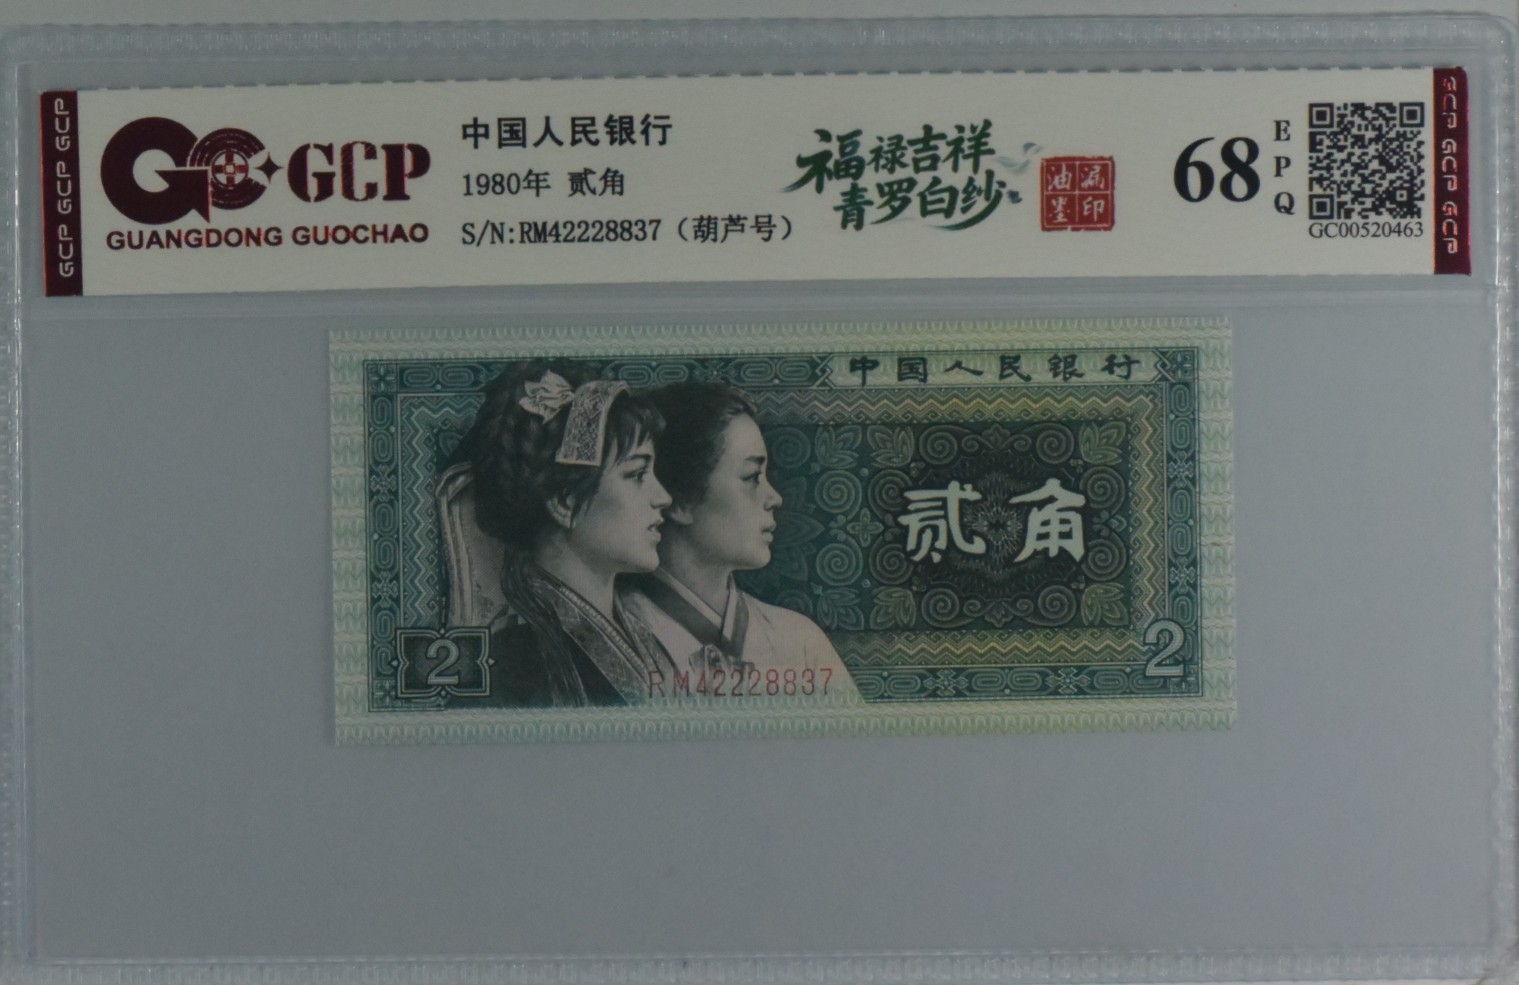 GCP GCP GCP
GCP
GUANGDONG GUOCHAO
中国人民银行
1980年 贰角
S/N:RM42228837（葫芦号）
福禄吉祥
青罗白纱
油墨
漏印
68
EPQ
GC00520463
GCP GCP GCP
中国人民银行
贰角
2
2
RM42228837